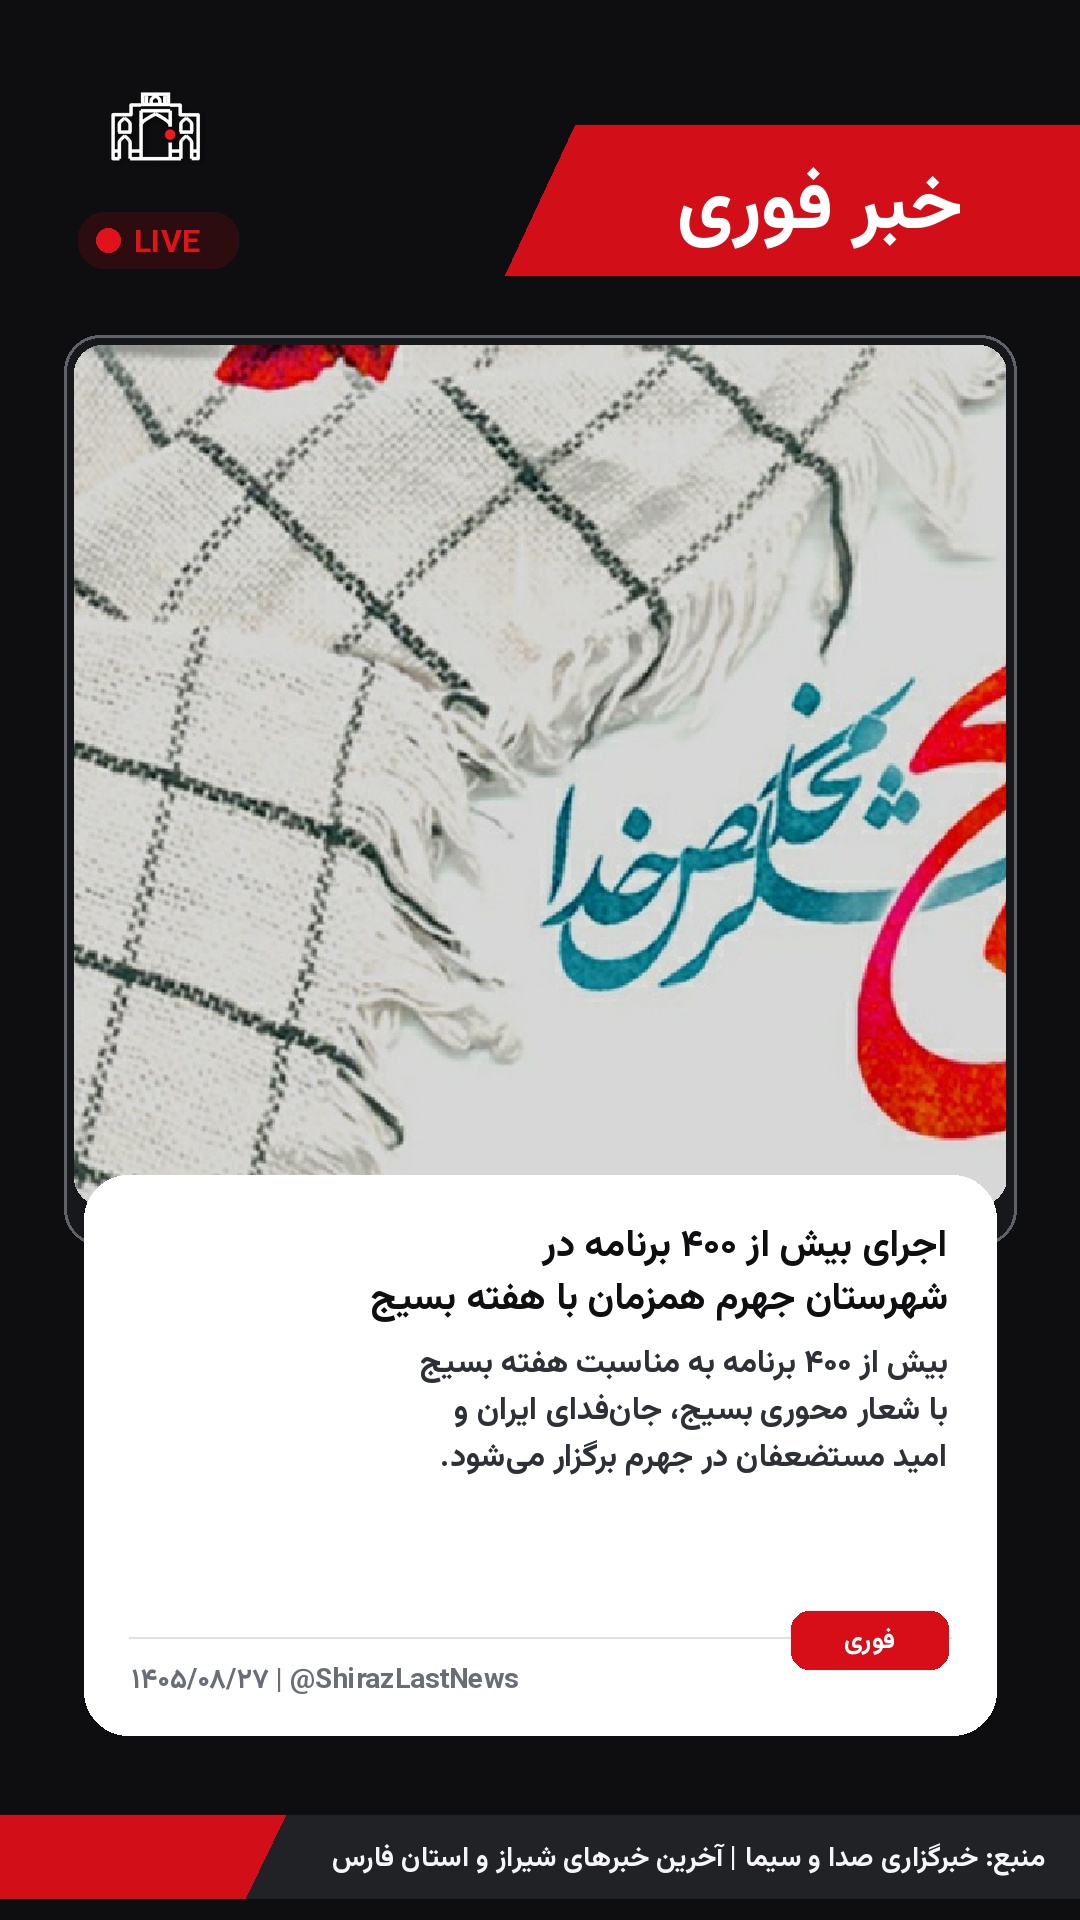 خبر فوری
LIVE
لشکر مخلص خدا
اجرای بیش از ۴۰۰ برنامه در
شهرستان جهرم همزمان با هفته بسیج
بیش از ۴۰۰ برنامه به مناسبت هفته بسیج
با شعار محوری بسیج، جان‌فدای ایران و
امید مستضعفان در جهرم برگزار می‌شود.
فوری
۱۴۰۵/۰۸/۲۷ | @ShirazLastNews
منبع: خبرگزاری صدا و سیما | آخرین خبرهای شیراز و استان فارس